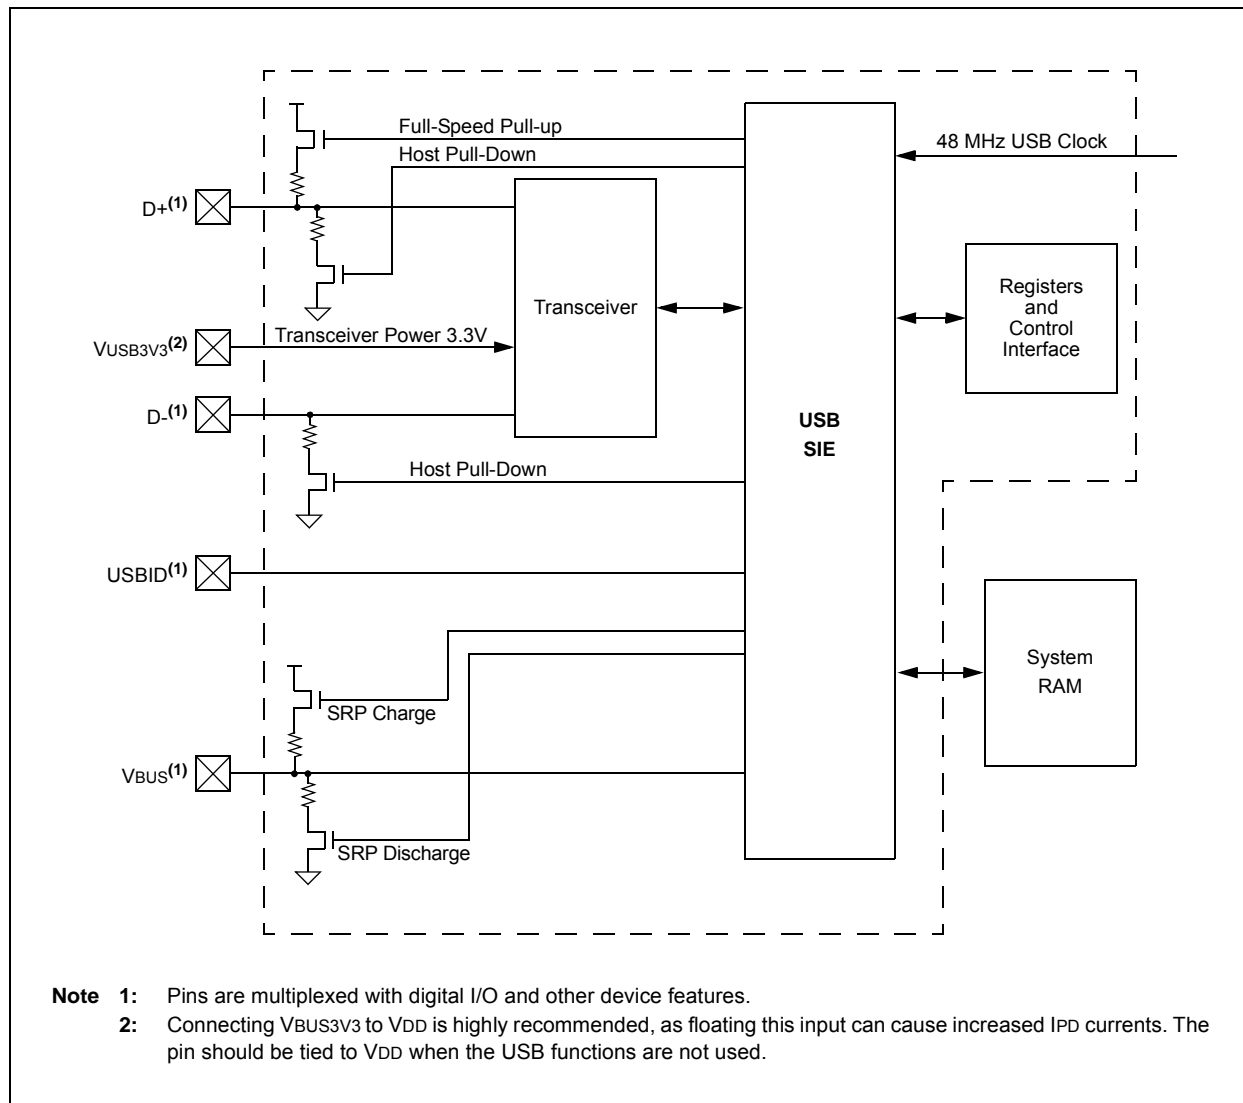 Full-Speed Pull-up
Host Pull-Down
48 MHz USB Clock
D+(1)
Transceiver
Registers
and
Control
Interface
VUSB3V3(2)
Transceiver Power 3.3V
D-(1)
USB
SIE
Host Pull-Down
USBID(1)
System
RAM
SRP Charge
VBUS(1)
SRP Discharge
Note 1: Pins are multiplexed with digital I/O and other device features.
2: Connecting VBUS3V3 to VDD is highly recommended, as floating this input can cause increased IPD currents. The
pin should be tied to VDD when the USB functions are not used.